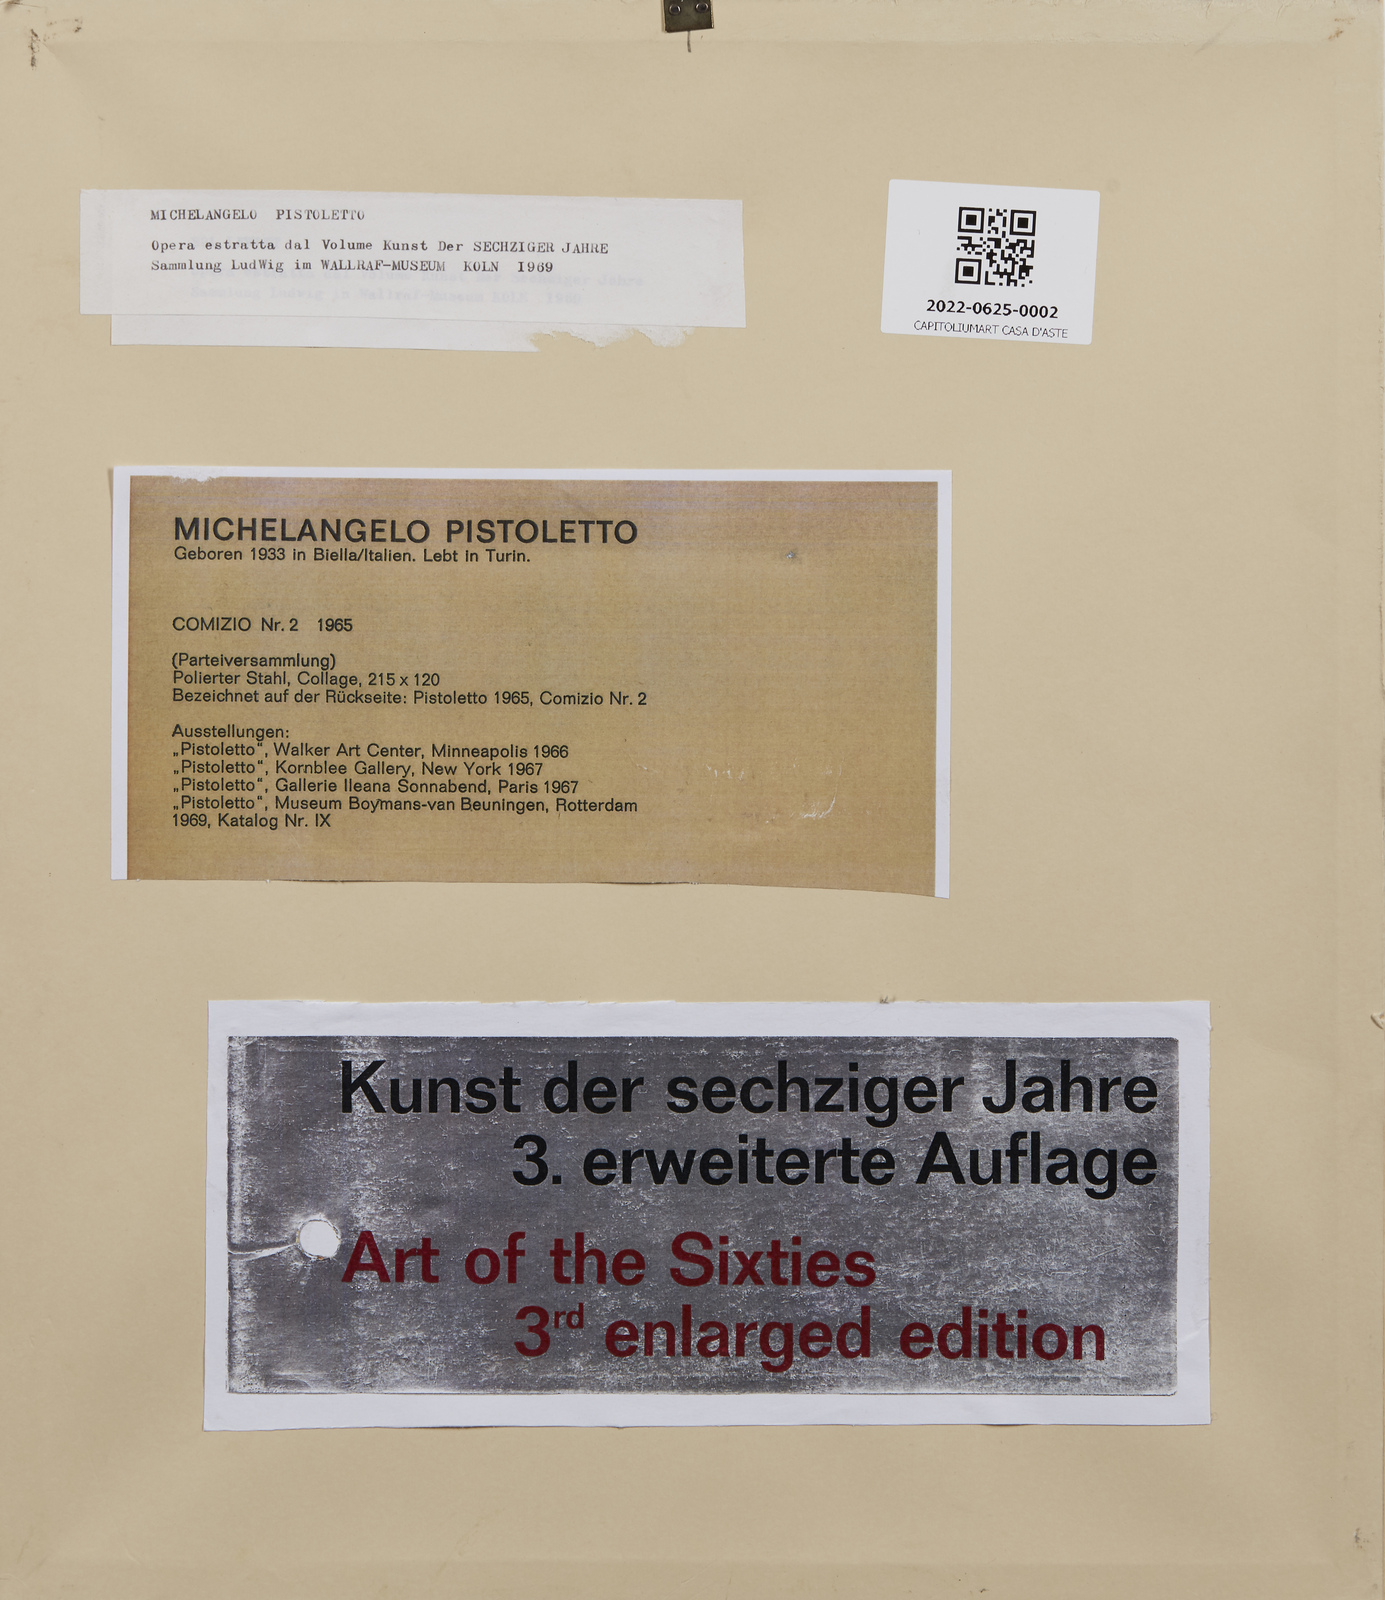 MICHELANGELO PISTOLETTO
Opera estratta dal Volume Kunst Der SECHZIGER JAHRE
Sammlung LudWig im WALLRAF-MUSEUM KOLN 1969
2022-0625-0002
CAPITOLIUMART CASA D'ASTE
MICHELANGELO PISTOLETTO
Geboren 1933 in Biella/Italien. Lebt in Turin.
COMIZIO Nr. 2 1965
(Parteiversammlung)
Polierter Stahl, Collage, 215 x 120
Bezeichnet auf der Rückseite: Pistoletto 1965, Comizio Nr. 2
Ausstellungen:
„Pistoletto“, Walker Art Center, Minneapolis 1966
„Pistoletto“, Kornblee Gallery, New York 1967
„Pistoletto“, Gallerie Ileana Sonnabend, Paris 1967
„Pistoletto“, Museum Boymans-van Beuningen, Rotterdam
1969, Katalog Nr. IX
Kunst der sechziger Jahre
3. erweiterte Auflage
Art of the Sixties
3rd enlarged edition